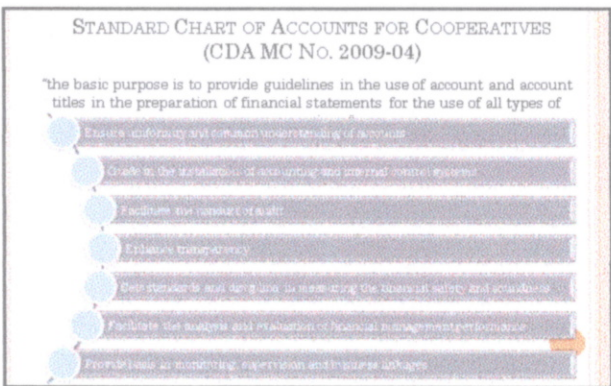 STANDARD CHART OF ACCOUNTS FOR COOPERATIVES
(CDA MC NO. 2009-04)
"the basic purpose is to provide guidelines in the use of account and account
titles in the preparation of financial statements for the use of all types of
Ensure uniformity and common understanding of accounts
Guide in the installation of accounting and internal control systems
Facilitate the conduct of audit
Enhance transparency
Sets standards and discipline in measuring the financial safety and soundness
Facilitate the analysis and evaluation of financial management performance
Provide basis in monitoring, supervision and business linkages